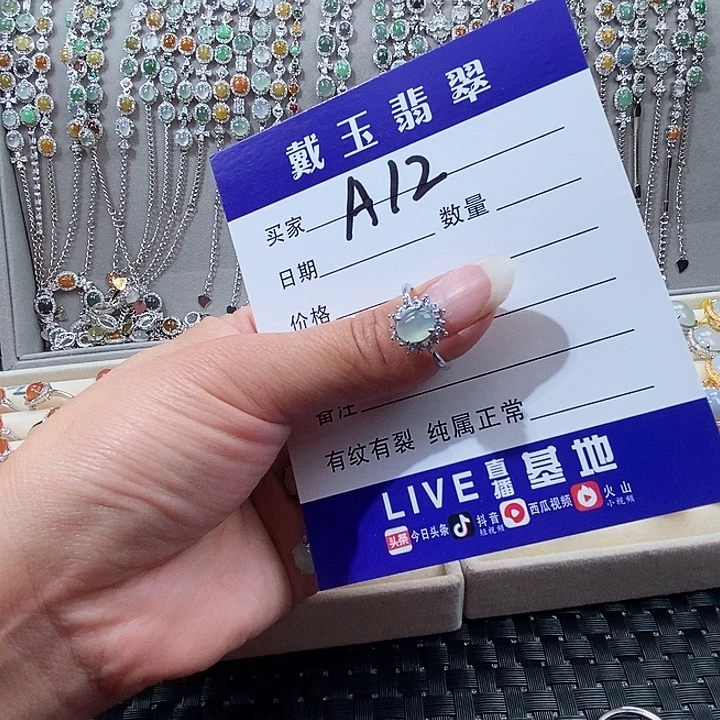 戴玉翡翠
买家 A12 数量
日期
价格
备注
有纹有裂 纯属正常
LIVE 直播 基地
头条 今日头条 抖音 短视频 西瓜视频 火山 小视频